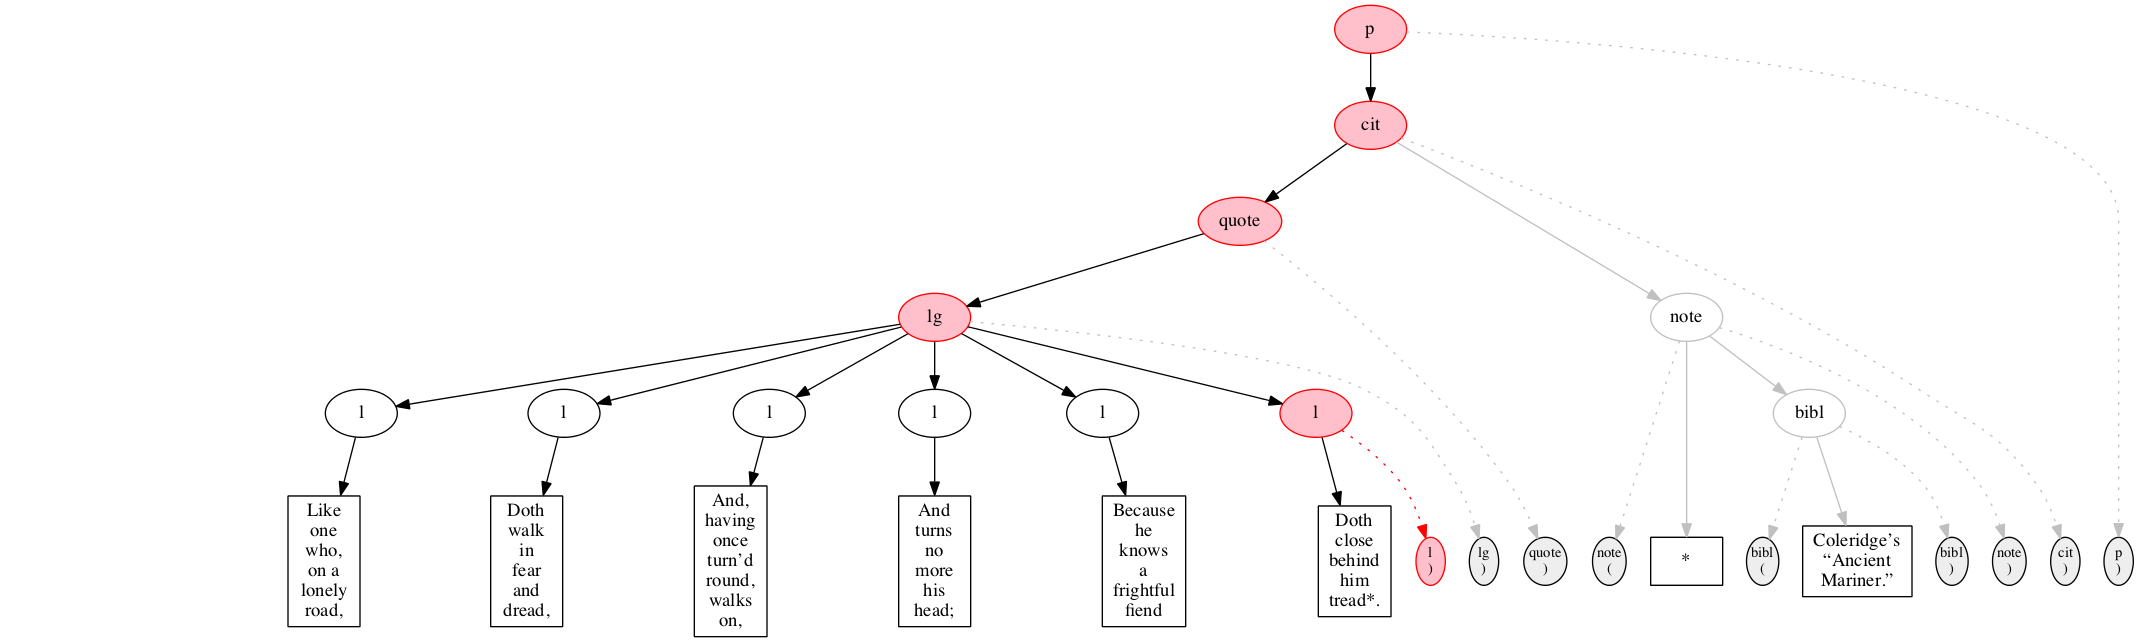 p
cit
quote
lg
note
l
l
l
l
l
l
bibl
Like
one
who,
on a
lonely
road,
Doth
walk
in
fear
and
dread,
And,
having
once
turn’d
round,
walks
on,
And
turns
no
more
his
head;
Because
he
knows
a
frightful
fiend
Doth
close
behind
him
tread*.
l
)
lg
)
quote
)
note
(
*
bibl
(
Coleridge’s
“Ancient
Mariner.”
bibl
)
note
)
cit
)
p
)